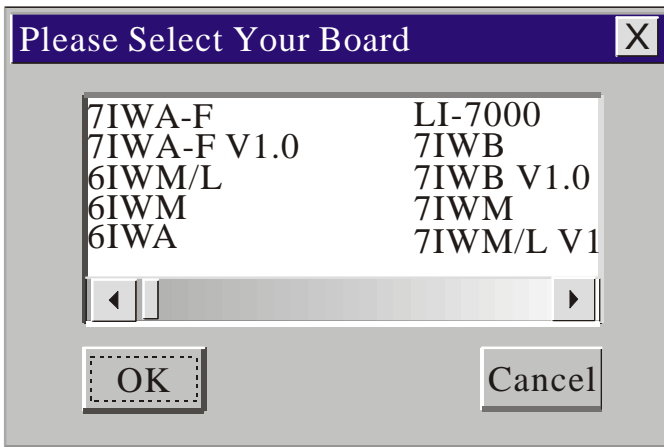 Please Select Your Board X
7IWA-F
7IWA-F V1.0
6IWM/L
6IWM
6IWA
LI-7000
7IWB
7IWB V1.0
7IWM
7IWM/L V1
OK
Cancel